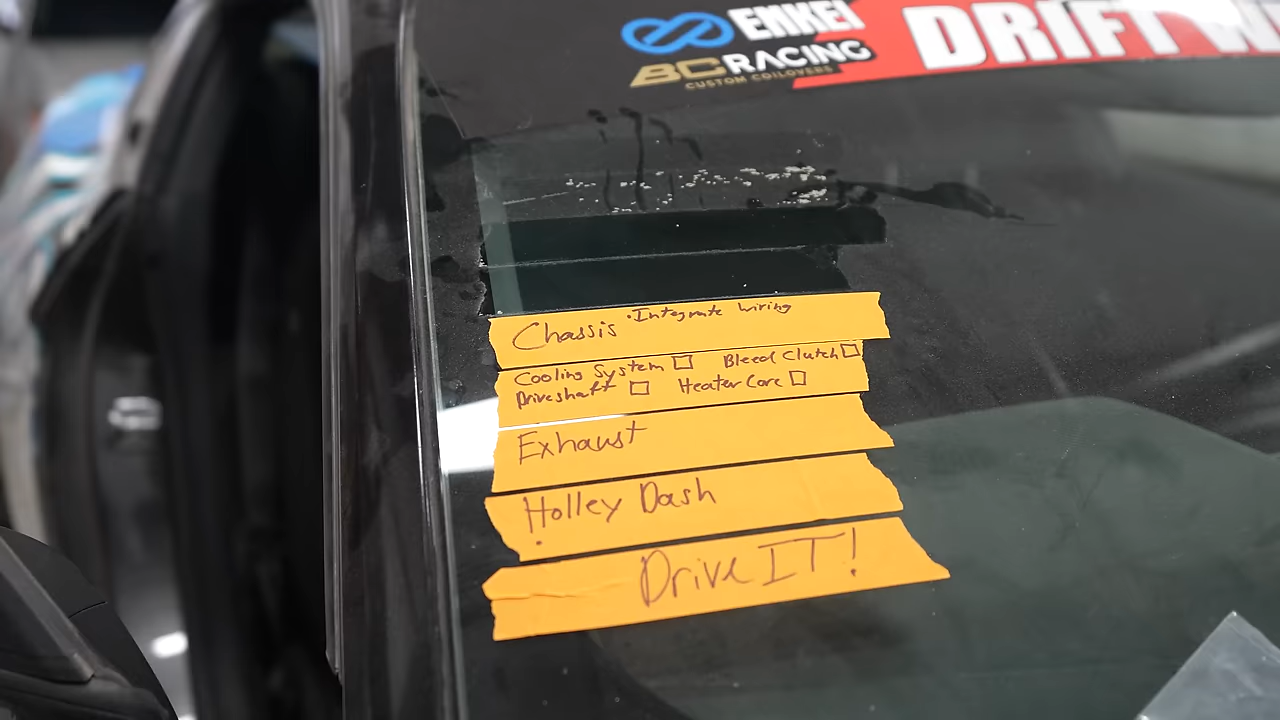 ENKEI
BC RACING
CUSTOM COILOVERS
DRIFT
Chassis •Integrate wiring
Cooling System □ Bleed Clutch □
Driveshaft □ Heater Core □
Exhaust
Holley Dash
Drive IT!